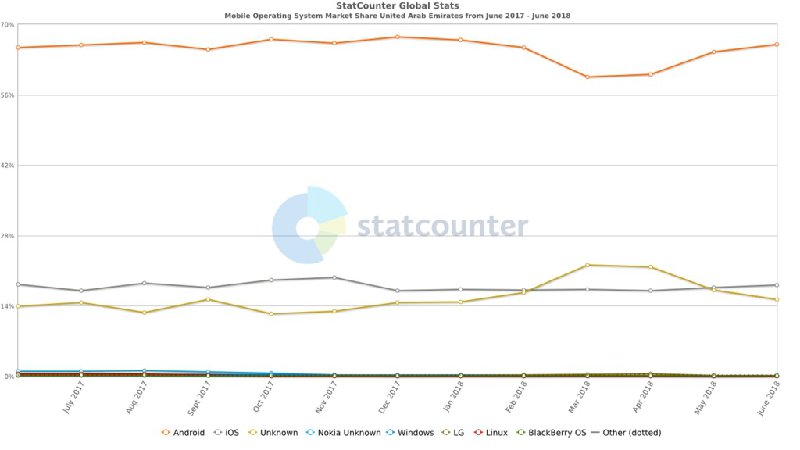 StatCounter Global Stats
Mobile Operating System Market Share United Arab Emirates from June 2017 - June 2018
70%
56%
42%
28%
14%
0%
statcounter
July 2017
Aug 2017
Sept 2017
Oct 2017
Nov 2017
Dec 2017
Jan 2018
Feb 2018
Mar 2018
Apr 2018
May 2018
June 2018
Android iOS Unknown Nokia Unknown Windows LG Linux BlackBerry OS Other (dotted)